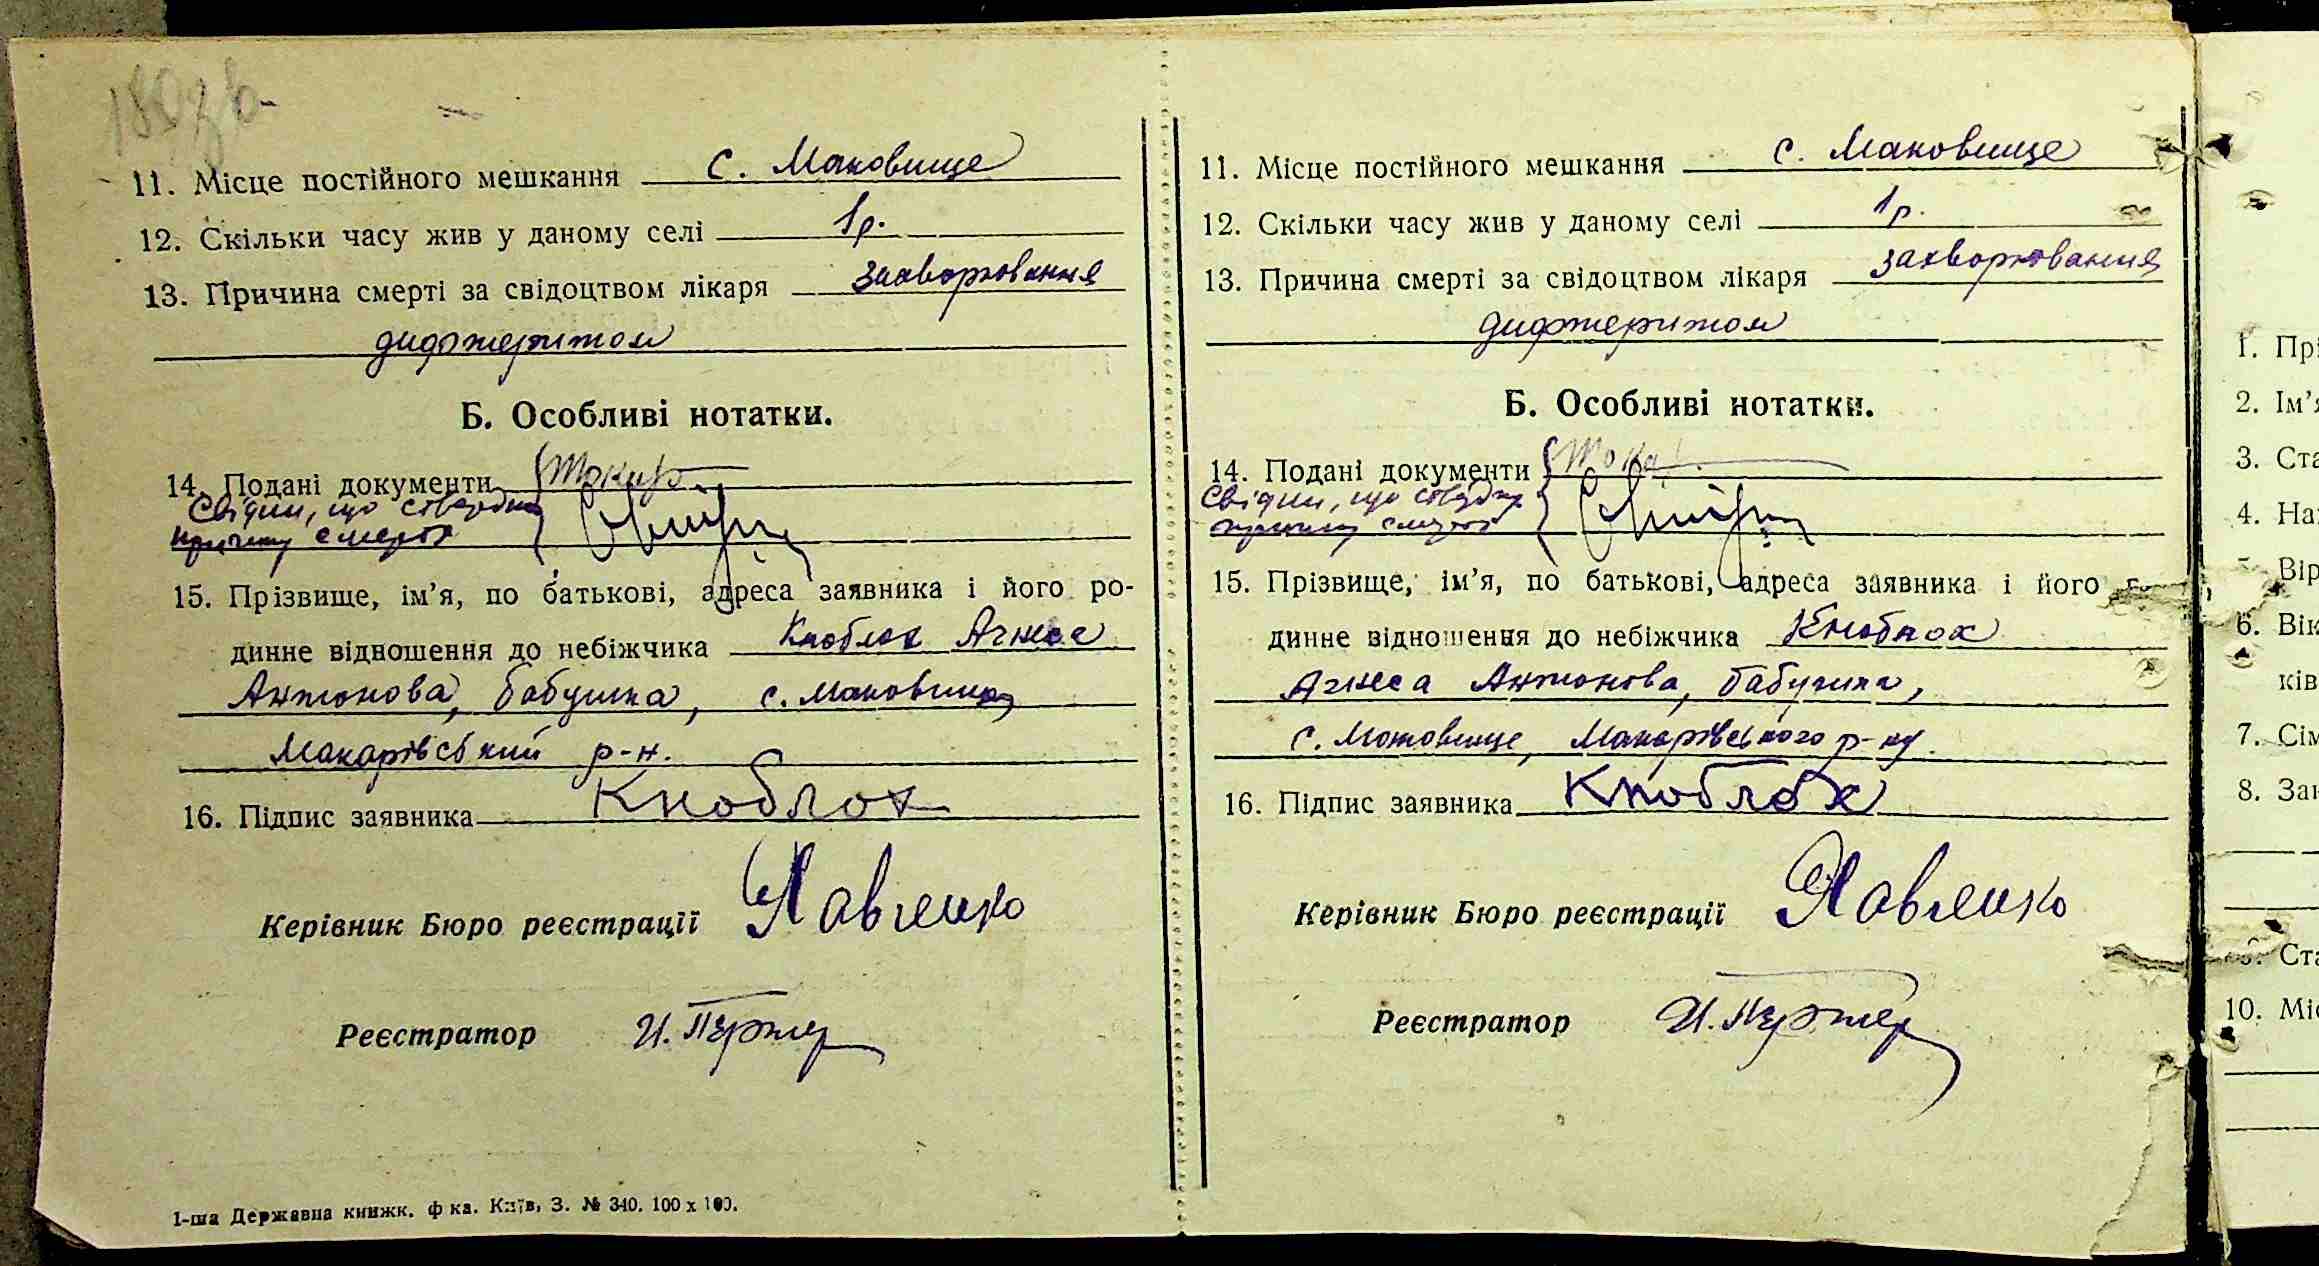 189зв.
11. Місце постійного мешкання с. Маковище
12. Скільки часу жив у даному селі 1р.
13. Причина смерті за свідоцтвом лікаря захворювання
дифтеритом
Б. Особливі нотатки.
14. Подані документи
Свідки, що ствердж
причину смерті
15. Прізвище, ім’я, по батькові, адреса заявника і його ро-
динне відношення до небіжчика Кноблох Агнеса
Антонова, бабушка, с. Маковище
Макарівський р-н.
16. Підпис заявника Кноблох
Керівник Бюро реєстрації Павленко
Реєстратор
1-ша Державна книжк. ф ка. Київ, З. № 340. 100 х 100.
11. Місце постійного мешкання с. Маковище
12. Скільки часу жив у даному селі 1р.
13. Причина смерті за свідоцтвом лікаря захворювання
дифтеритом
Б. Особливі нотатки.
14. Подані документи
Свідки, що ствердж
причину смерті
15. Прізвище, ім’я, по батькові, адреса заявника і його
динне відношення до небіжчика Кноблох
Агнеса Антонова, бабушка,
с. Маковище, Макарівського р-ну.
16. Підпис заявника Кноблох
Керівник Бюро реєстрації Павленко
Реєстратор
1. Прі
2. Ім’я
3. Ста
4. На
Вір
6. Вік
ків
7. Сім
8. Зан
Ста
10. Міс